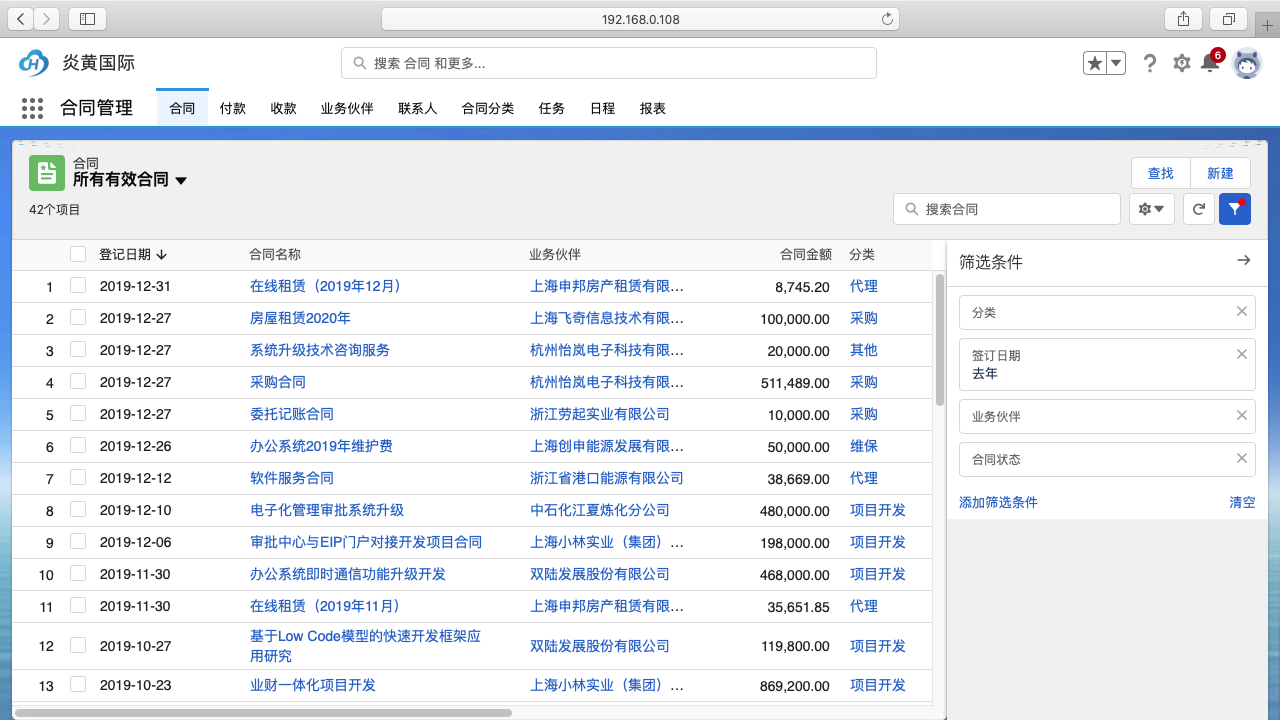 192.168.0.108
炎黄国际
搜索 合同 和更多...
6
合同管理
合同 付款 收款 业务伙伴 联系人 合同分类 任务 日程 报表
合同
所有有效合同
查找 新建
42个项目
搜索合同
登记日期 合同名称 业务伙伴 合同金额 分类
1 2019-12-31 在线租赁（2019年12月） 上海申邦房产租赁有限... 8,745.20 代理
2 2019-12-27 房屋租赁2020年 上海飞奇信息技术有限... 100,000.00 采购
3 2019-12-27 系统升级技术咨询服务 杭州怡岚电子科技有限... 20,000.00 其他
4 2019-12-27 采购合同 杭州怡岚电子科技有限... 511,489.00 采购
5 2019-12-27 委托记账合同 浙江劳起实业有限公司 10,000.00 采购
6 2019-12-26 办公系统2019年维护费 上海创申能源发展有限... 50,000.00 维保
7 2019-12-12 软件服务合同 浙江省港口能源有限公司 38,669.00 代理
8 2019-12-10 电子化管理审批系统升级 中石化江夏炼化分公司 480,000.00 项目开发
9 2019-12-06 审批中心与EIP门户对接开发项目合同 上海小林实业（集团）... 198,000.00 项目开发
10 2019-11-30 办公系统即时通信功能升级开发 双陆发展股份有限公司 468,000.00 项目开发
11 2019-11-30 在线租赁（2019年11月） 上海申邦房产租赁有限... 35,651.85 代理
12 2019-10-27 基于Low Code模型的快速开发框架应
用研究 双陆发展股份有限公司 119,800.00 项目开发
13 2019-10-23 业财一体化项目开发 上海小林实业（集团）... 869,200.00 项目开发
筛选条件
分类
签订日期
去年
业务伙伴
合同状态
添加筛选条件 清空